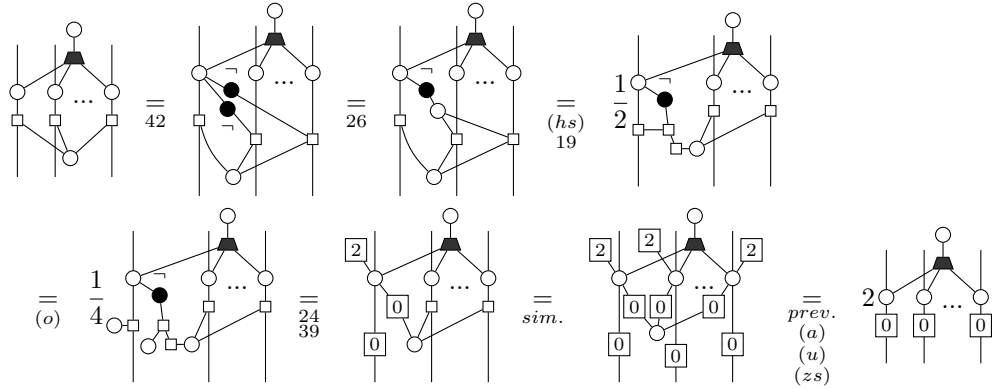 ... = 42 ¬ ¬ ... = 26 ¬ ... = (hs) 19 1/2 ¬ ...
= (o) 1/4 ¬ ... = 24 39 2 0 0 ... = sim. 2 2 2 0 0 0 0 0 0 ... = prev. (a) (u) (zs) 2 0 0 0 ...